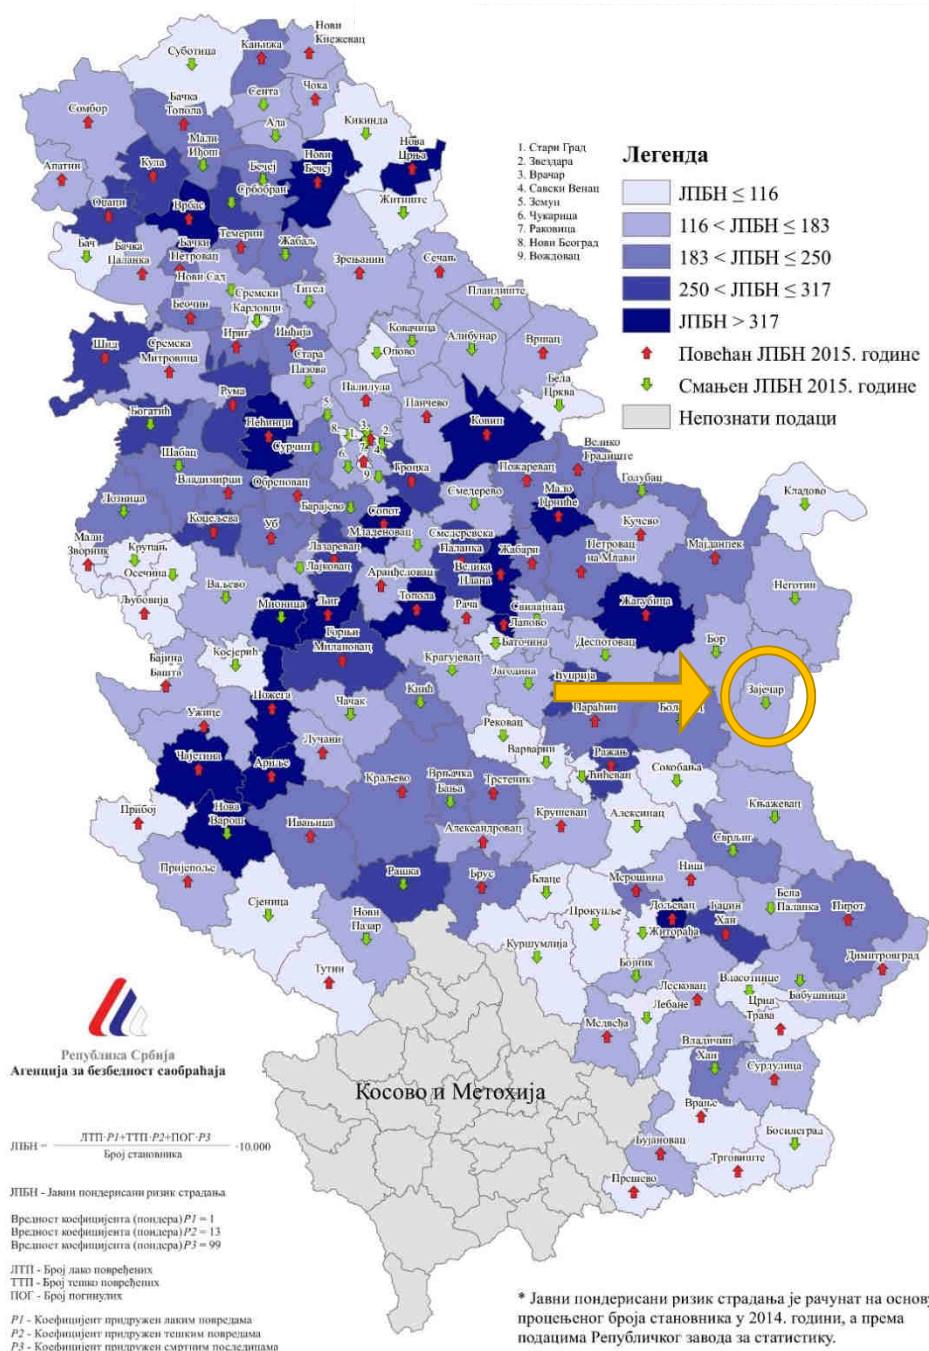 Нови
Кнежевац
Суботица
Кањижа
Сента
Чока
Сомбор
Бачка
Топола
Ада
Кикинда
Мали
Иђош
Нова
Црња
Апатин
Кула
Бечеј
Нови
Бечеј
Србобран
Житиште
Оџаци
Врбас
Темерин
Жабаљ
Бач
Бачка
Паланка
Бачки
Петровац
Нови Сад
Зрењанин
Сечањ
Пландиште
Сремски
Карловци
Тител
Беочин
Ириг
Инђија
Ковачица
Опово
Алибунар
Вршац
Шид
Сремска
Митровица
Стара
Пазова
Рума
Палилула
Панчево
Бела
Црква
Ковин
Богатић
Пећинци
5.
8.
1.
3.
2.
4.
6.
7.
9.
Сурчин
Шабац
Гроцка
Пожаревац
Велико
Градиште
Голубац
Кладово
Лозница
Владимирци
Обреновац
Барајево
Сопот
Смедерево
Мало
Црниће
Кучево
Мали
Зворник
Крупањ
Коцељева
Уб
Младеновац
Смедеревска
Паланка
Жабари
Петровац
на Млави
Мајданпек
Осечина
Лазаревац
Лајковац
Аранђеловац
Велика
Плана
Неготин
Љубовија
Ваљево
Мионица
Љиг
Топола
Рача
Свилајнац
Жагубица
Лапово
Баточина
Деспотовац
Бор
Косјерић
Горњи
Милановац
Бајина
Башта
Крагујевац
Јагодина
Ћуприја
Зајечар
Пожега
Чачак
Кнић
Параћин
Ужице
Рековац
Лучани
Варварин
Ражањ
Чајетина
Ариље
Краљево
Врњачка
Бања
Трстеник
Ћићевац
Сокобања
Прибој
Нова
Варош
Ивањица
Александровац
Крушевац
Алексинац
Књажевац
Сврљиг
Пријепоље
Рашка
Брус
Блаце
Мерошина
Ниш
Бела
Паланка
Пирот
Сјеница
Нови
Пазар
Прокупље
Дољевац
Гаџин
Хан
Житорађа
Димитровград
Тутин
Куршумлија
Бојник
Власотинце
Бабушница
Лесковац
Лебане
Црна
Трава
Медвеђа
Владичин
Хан
Сурдулица
Косово и Метохија
Врање
Босилеград
Бујановац
Трговиште
Прешево
1. Стари Град
2. Звездара
3. Врачар
4. Савски Венац
5. Земун
6. Чукарица
7. Раковица
8. Нови Београд
9. Вождовац
Легенда
ЈПБН ≤ 116
116 < ЈПБН ≤ 183
183 < ЈПБН ≤ 250
250 < ЈПБН ≤ 317
ЈПБН > 317
Повећан ЈПБН 2015. године
Смањен ЈПБН 2015. године
Непознати подаци
Република Србија
Агенција за безбедност саобраћаја
ЈПБН = ЛТП·P1+ТТП·P2+ПОГ·P3 ·10.000
Број становника
ЈПБН - Јавни пондерисани ризик страдања
Вредност коефицијента (пондера) P1 = 1
Вредност коефицијента (пондера) P2 = 13
Вредност коефицијента (пондера) P3 = 99
ЛТП - Број лако повређених
ТТП - Број тешко повређених
ПОГ - Број погинулих
P1 - Коефицијент придружен лаким повредама
P2 - Коефицијент придружен тешким повредама
P3 - Коефицијент придружен смртним последицама
* Јавни пондерисани ризик страдања је рачунат на основу
процењеног броја становника у 2014. години, а према
подацима Републичког завода за статистику.